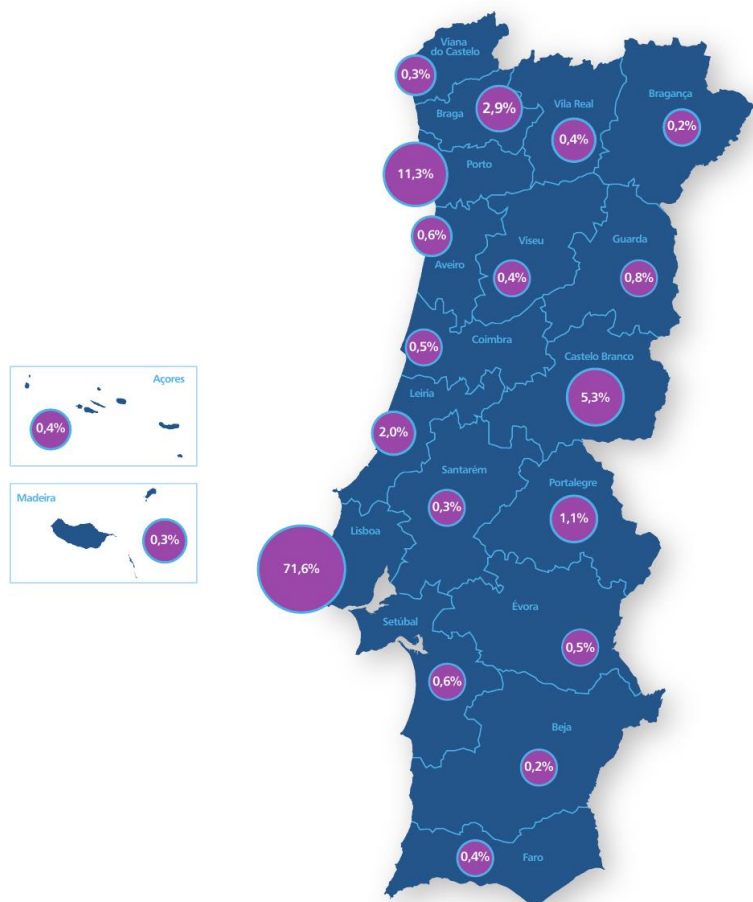 Viana
do Castelo
0,3%
Braga
2,9%
Vila Real
0,4%
Bragança
0,2%
11,3%
Porto
0,6%
Aveiro
Viseu
0,4%
Guarda
0,8%
0,5%
Coimbra
Castelo Branco
5,3%
Açores
0,4%
Leiria
2,0%
Santarém
0,3%
Portalegre
1,1%
Madeira
0,3%
Lisboa
71,6%
Setúbal
0,6%
Évora
0,5%
Beja
0,2%
0,4%
Faro